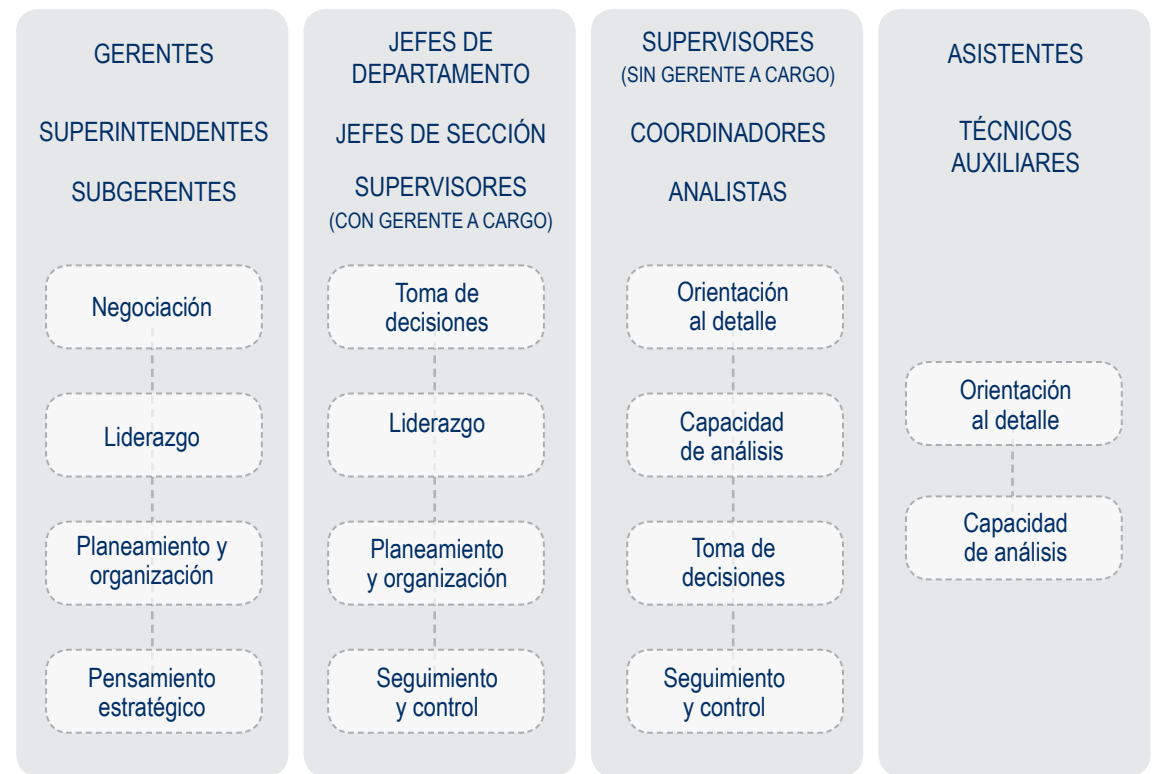 GERENTES
SUPERINTENDENTES
SUBGERENTES
Negociación
Liderazgo
Planeamiento y
organización
Pensamiento
estratégico
JEFES DE
DEPARTAMENTO
JEFES DE SECCIÓN
SUPERVISORES
(CON GERENTE A CARGO)
Toma de
decisiones
Liderazgo
Planeamiento
y organización
Seguimiento
y control
SUPERVISORES
(SIN GERENTE A CARGO)
COORDINADORES
ANALISTAS
Orientación
al detalle
Capacidad
de análisis
Toma de
decisiones
Seguimiento
y control
ASISTENTES
TÉCNICOS
AUXILIARES
Orientación
al detalle
Capacidad
de análisis